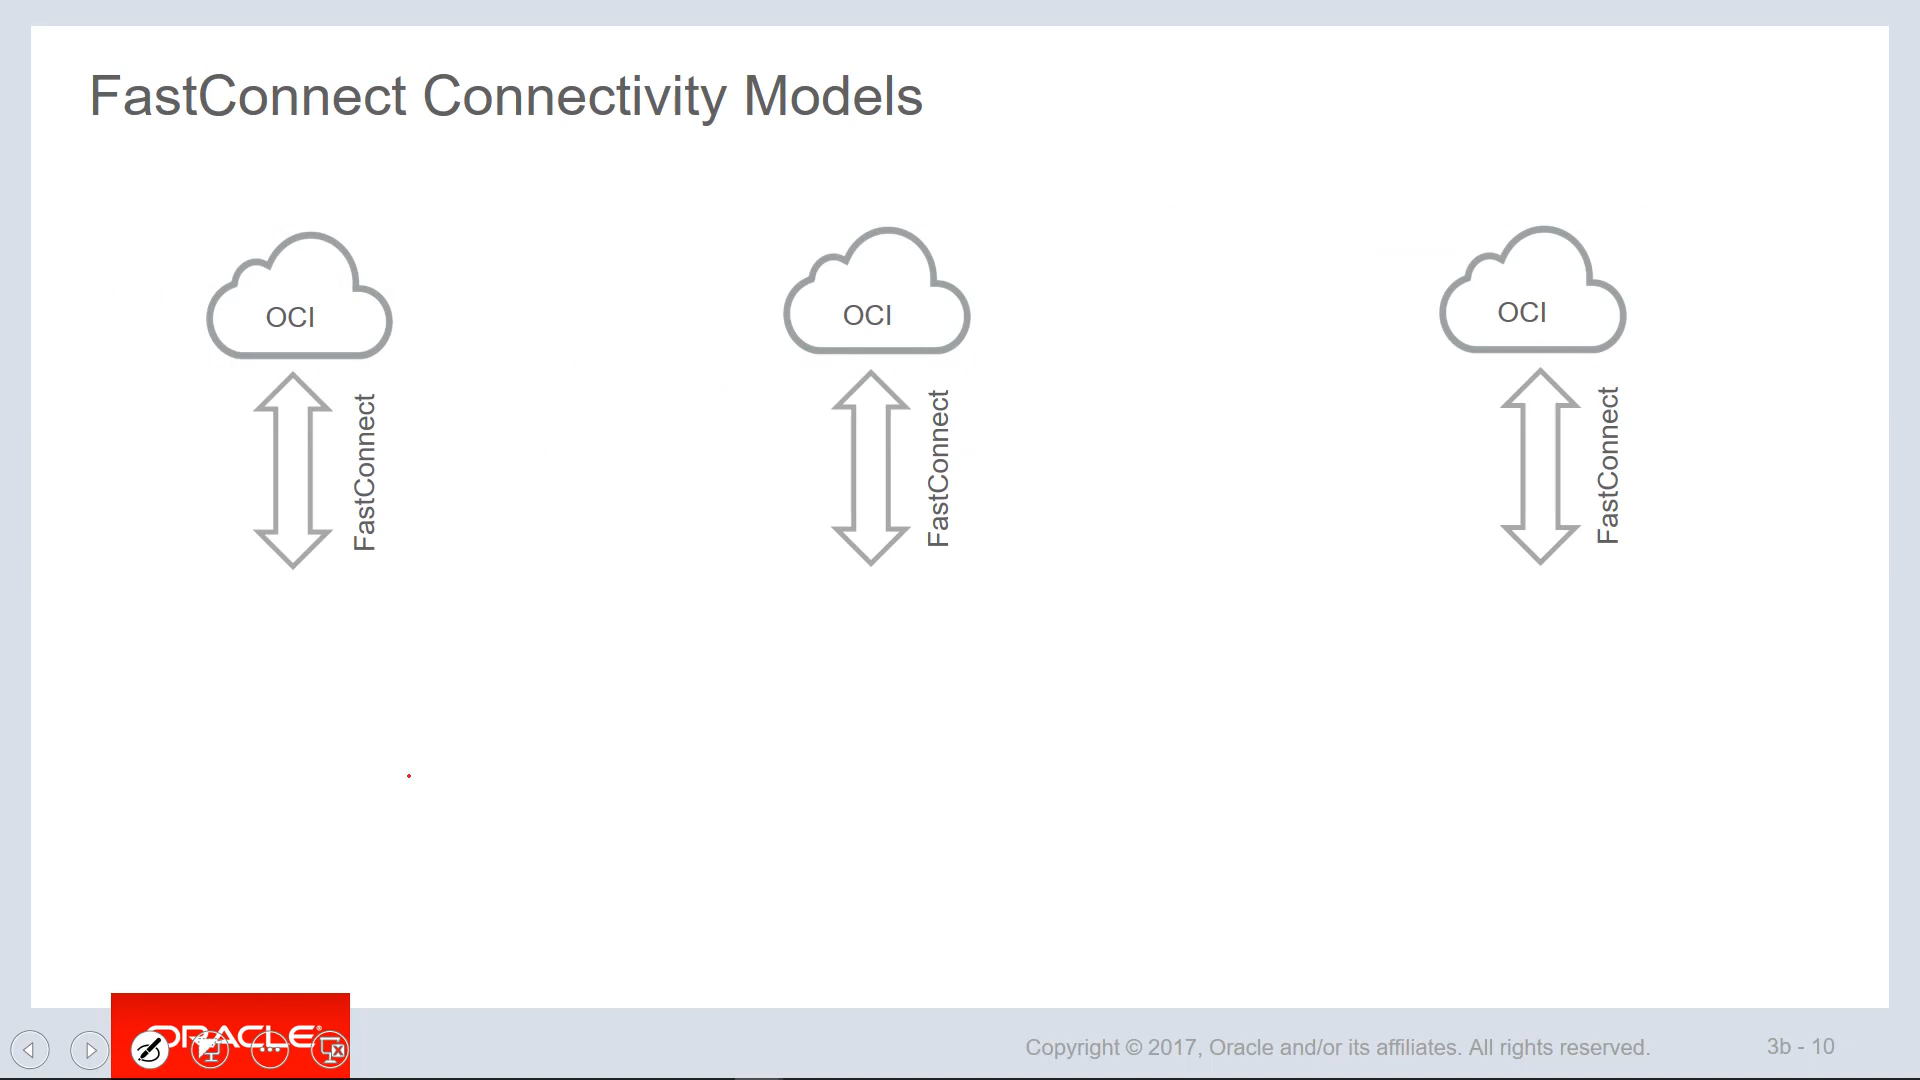 FastConnect Connectivity Models
OCI
OCI
OCI
FastConnect
FastConnect
FastConnect
ORACLE®
Copyright © 2017, Oracle and/or its affiliates. All rights reserved.
3b - 10